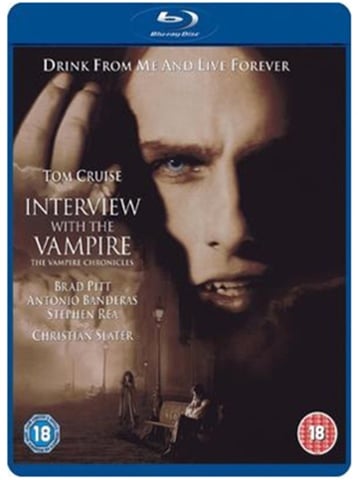 Blu-ray Disc
DRINK FROM ME AND LIVE FOREVER
TOM CRUISE
INTERVIEW
WITH THE
VAMPIRE
THE VAMPIRE CHRONICLES
BRAD PITT
ANTONIO BANDERAS
STEPHEN REA
AND
CHRISTIAN SLATER
18
18